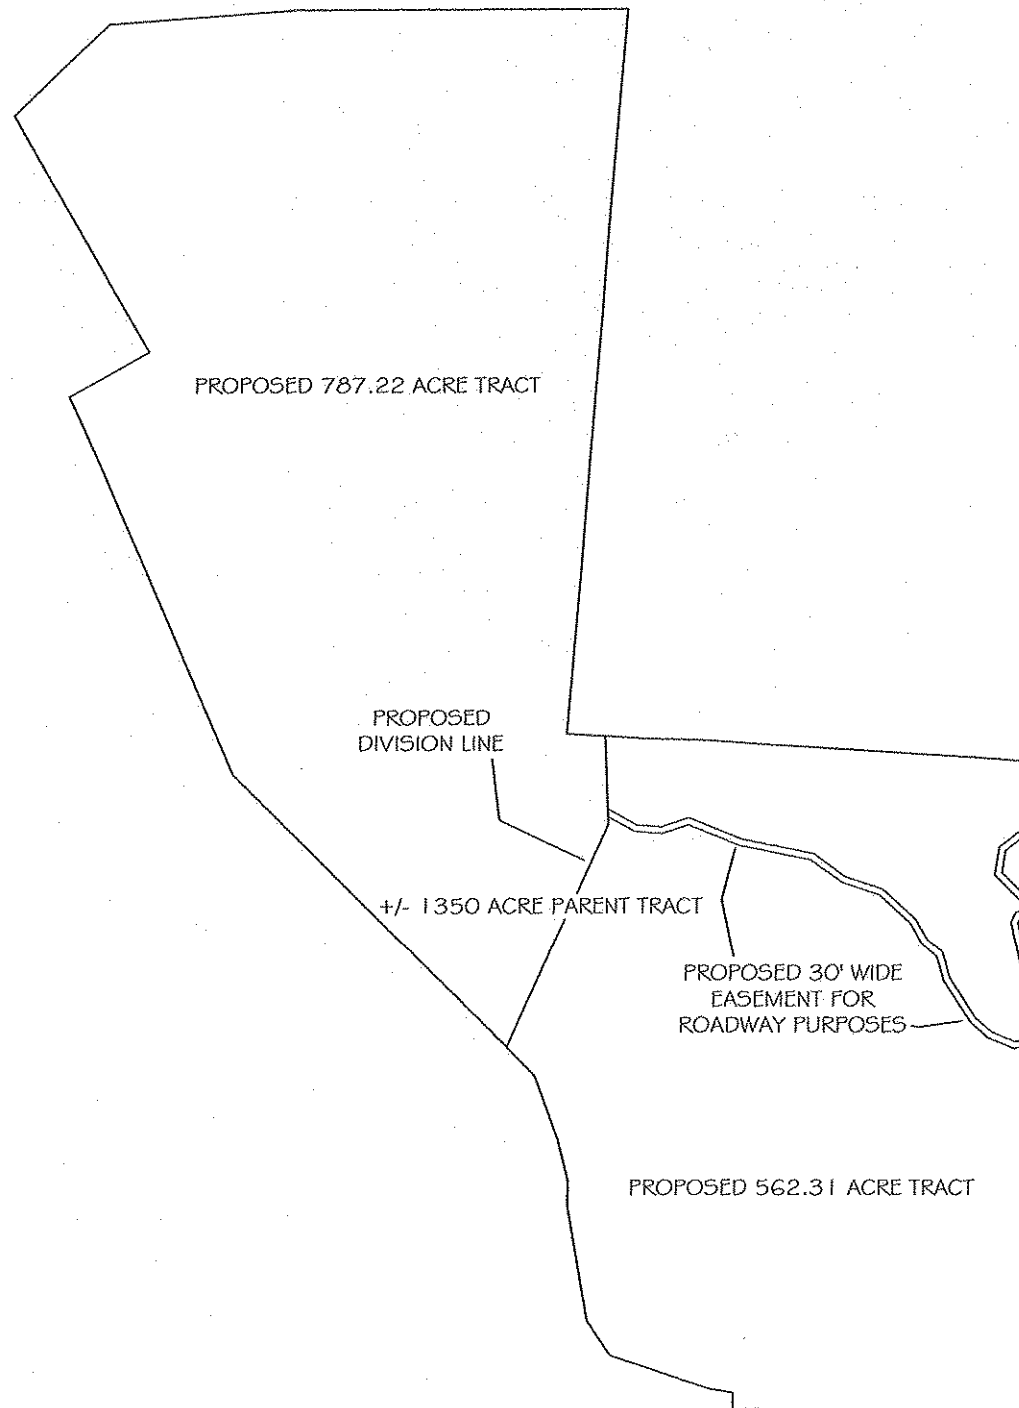 PROPOSED 787.22 ACRE TRACT
PROPOSED
DIVISION LINE
+/- 1350 ACRE PARENT TRACT
PROPOSED 30' WIDE
EASEMENT FOR
ROADWAY PURPOSES
PROPOSED 562.31 ACRE TRACT